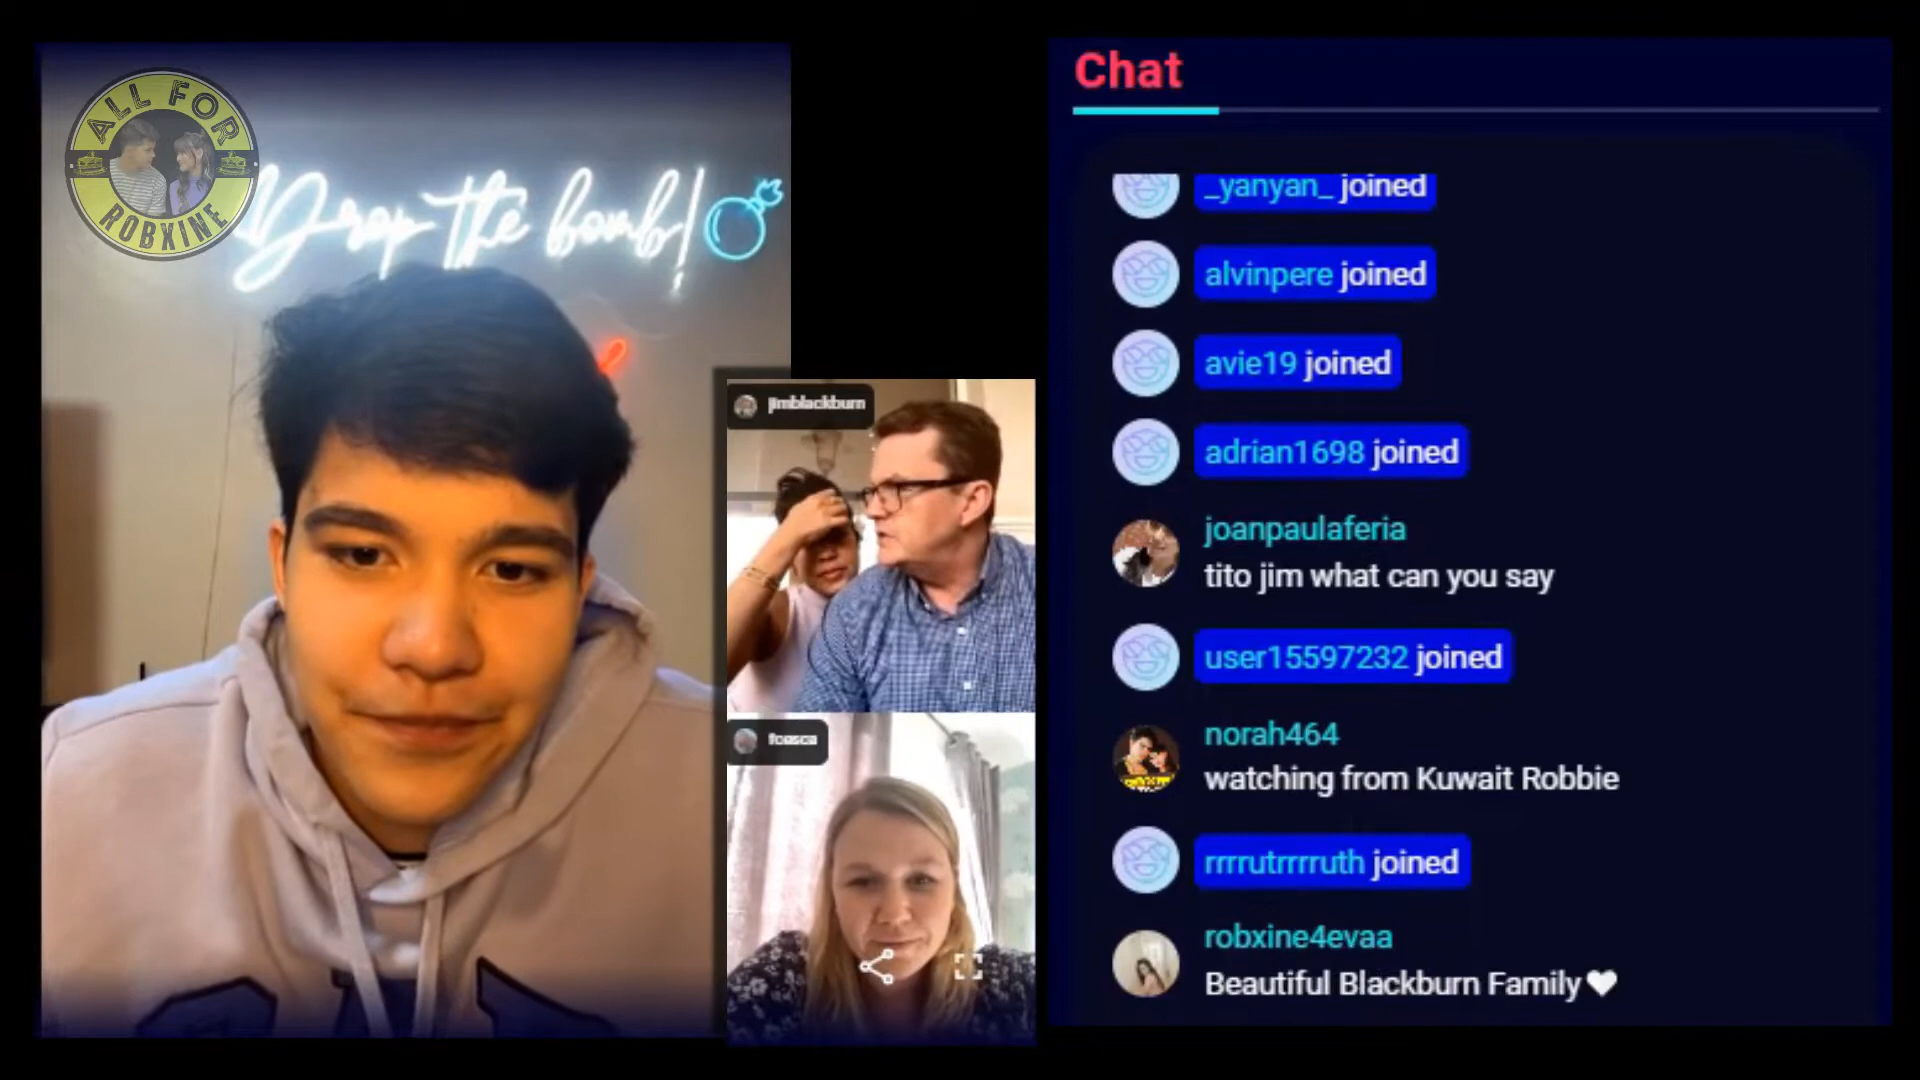 ALL FOR
ROBXINE
Drop the bomb!
jimblackburn
Chat
_yanyan_ joined
alvinpere joined
avie19 joined
adrian1698 joined
joanpaulaferia
tito jim what can you say
user15597232 joined
norah464
watching from Kuwait Robbie
rrrrutrrrruth joined
robxine4evaa
Beautiful Blackburn Family🤍